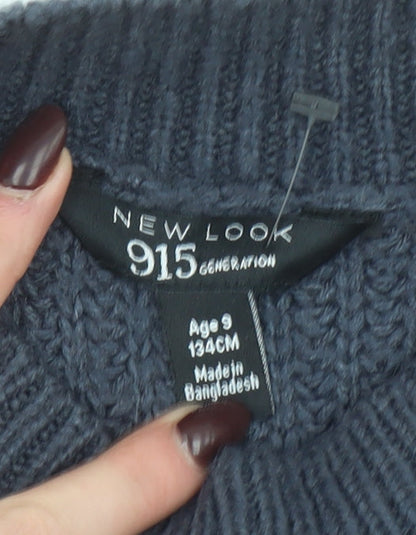 NEW LOOK
915 GENERATION
Age 9
134CM
Made in
Bangladesh